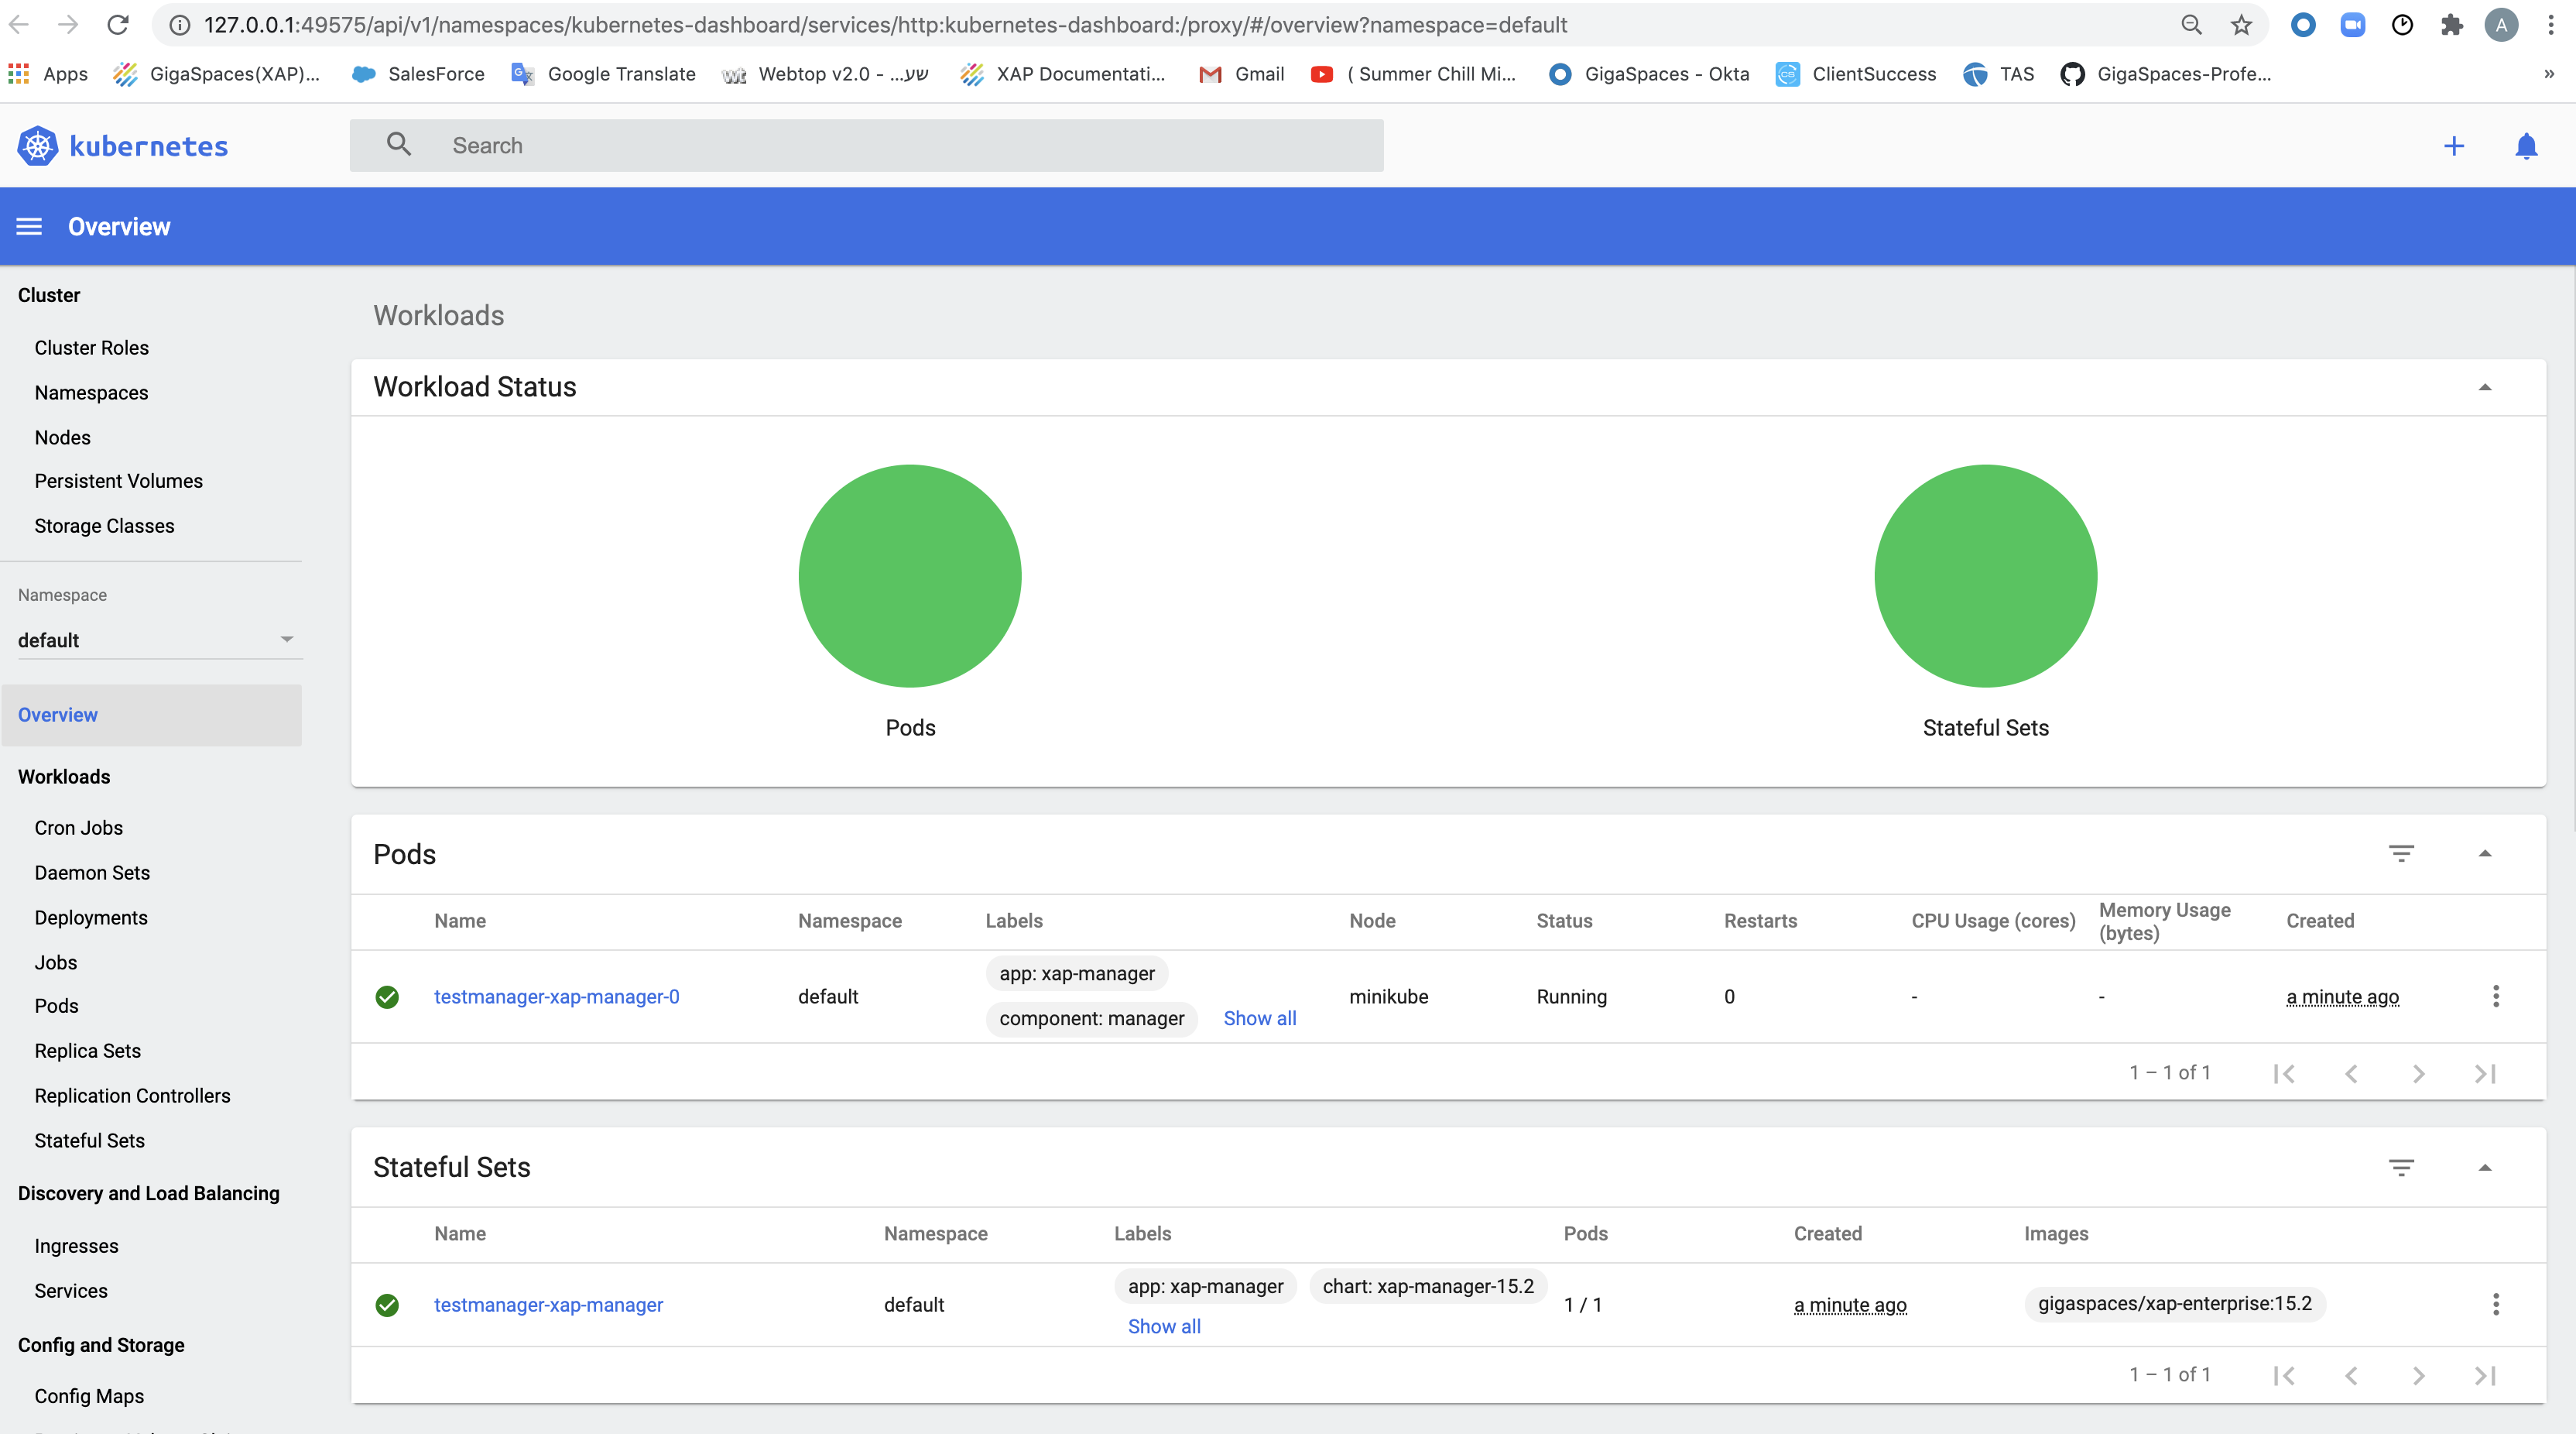 127.0.0.1:49575/api/v1/namespaces/kubernetes-dashboard/services/http:kubernetes-dashboard:/proxy/#/overview?namespace=default
A
Apps GigaSpaces(XAP)... SalesForce Google Translate Webtop v2.0 - ...שע XAP Documentati... Gmail ( Summer Chill Mi... GigaSpaces - Okta ClientSuccess TAS GigaSpaces-Profe... »
kubernetes
Search
Overview
Cluster
Cluster Roles
Namespaces
Nodes
Persistent Volumes
Storage Classes
Namespace
default
Overview
Workloads
Cron Jobs
Daemon Sets
Deployments
Jobs
Pods
Replica Sets
Replication Controllers
Stateful Sets
Discovery and Load Balancing
Ingresses
Services
Config and Storage
Config Maps
Workloads
Workload Status
Pods
Stateful Sets
Pods
Name Namespace Labels Node Status Restarts CPU Usage (cores) Memory Usage (bytes) Created
testmanager-xap-manager-0 default app: xap-manager component: manager Show all minikube Running 0 - - a minute ago
1 – 1 of 1
Stateful Sets
Name Namespace Labels Pods Created Images
testmanager-xap-manager default app: xap-manager chart: xap-manager-15.2 Show all 1 / 1 a minute ago gigaspaces/xap-enterprise:15.2
1 – 1 of 1